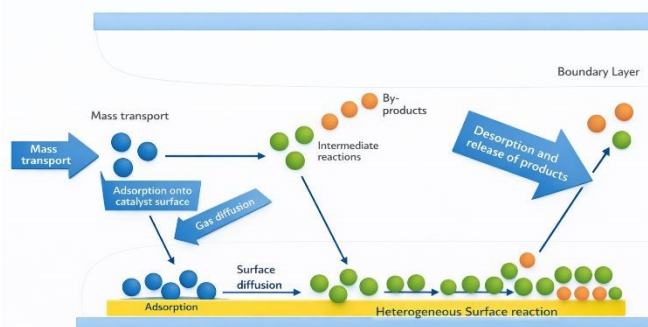 Boundary Layer
By-
products
Mass transport
Mass
transport
Intermediate
reactions
Desorption and
release of products
Adsorption onto
catalyst surface
Gas diffusion
Surface
diffusion
Adsorption
Heterogeneous Surface reaction